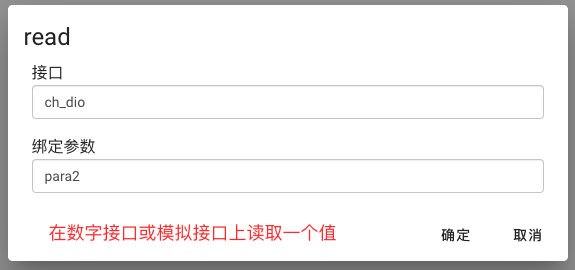 read
接口
ch_dio
绑定参数
para2
在数字接口或模拟接口上读取一个值
确定 取消